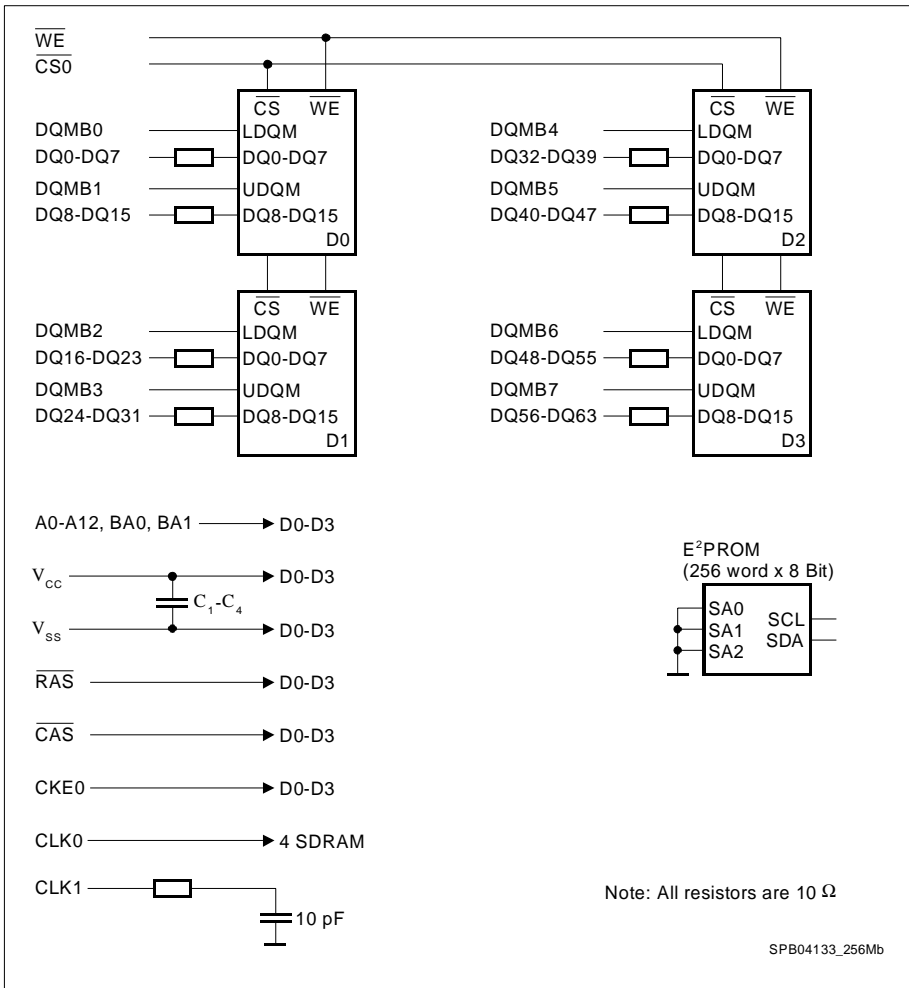 WE
CS0
CS WE
DQMB0 LDQM
DQ0-DQ7 DQ0-DQ7
DQMB1 UDQM
DQ8-DQ15 DQ8-DQ15
D0
CS WE
DQMB4 LDQM
DQ32-DQ39 DQ0-DQ7
DQMB5 UDQM
DQ40-DQ47 DQ8-DQ15
D2
CS WE
DQMB2 LDQM
DQ16-DQ23 DQ0-DQ7
DQMB3 UDQM
DQ24-DQ31 DQ8-DQ15
D1
CS WE
DQMB6 LDQM
DQ48-DQ55 DQ0-DQ7
DQMB7 UDQM
DQ56-DQ63 DQ8-DQ15
D3
A0-A12, BA0, BA1 D0-D3
VCC D0-D3
C1-C4
VSS D0-D3
RAS D0-D3
CAS D0-D3
CKE0 D0-D3
CLK0 4 SDRAM
CLK1
10 pF
E²PROM
(256 word x 8 Bit)
SA0
SA1
SA2
SCL
SDA
Note: All resistors are 10 Ω
SPB04133_256Mb